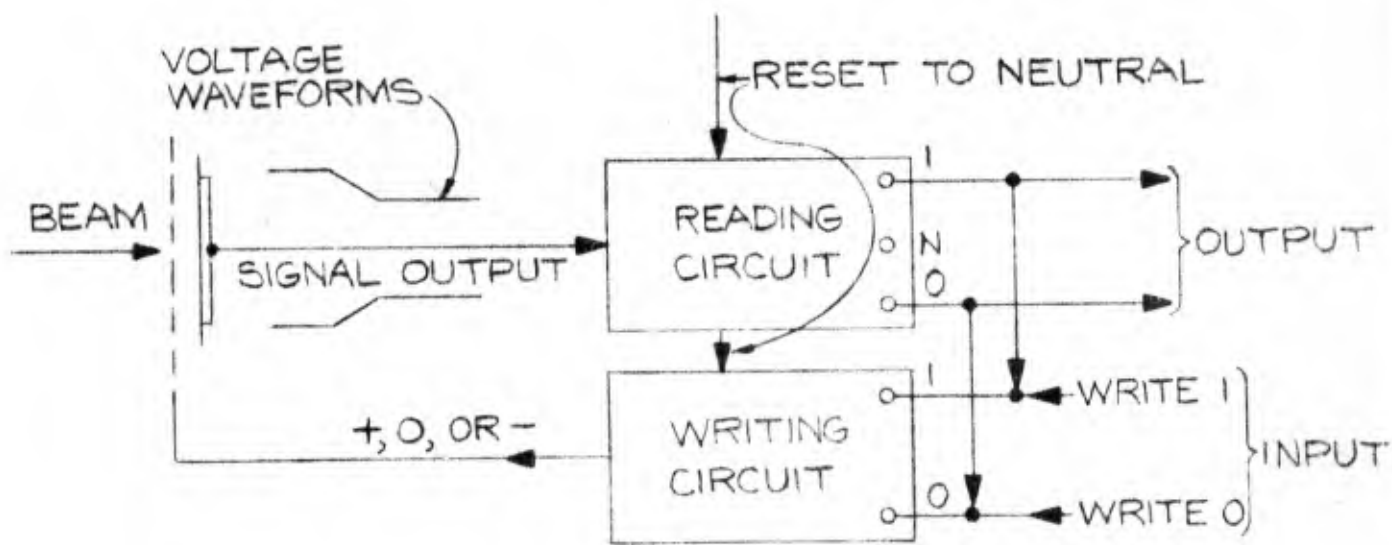 VOLTAGE
WAVEFORMS
RESET TO NEUTRAL
BEAM
SIGNAL OUTPUT
READING
CIRCUIT
1
N
0
OUTPUT
+, 0, OR -
WRITING
CIRCUIT
1
0
WRITE 1
WRITE 0
INPUT